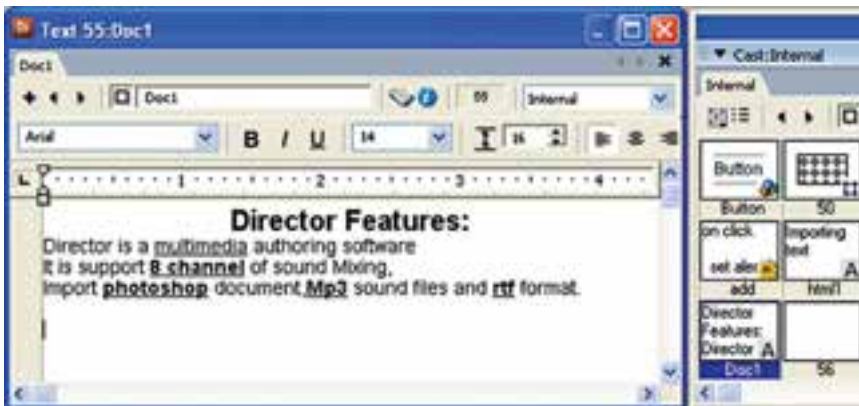 Text 55:Doc1
Doc1
Doc1 55 Internal
Arial B I U 14 16
1 2 3 4
Director Features:
Director is a multimedia authoring software
It is support 8 channel of sound Mixing,
Import photoshop document,Mp3 sound files and rtf format.
Cast:Internal
Internal
Button
Button 50
on click Importing
text
set aler A
add html1
Director
Features:
Director A
Doc1 56